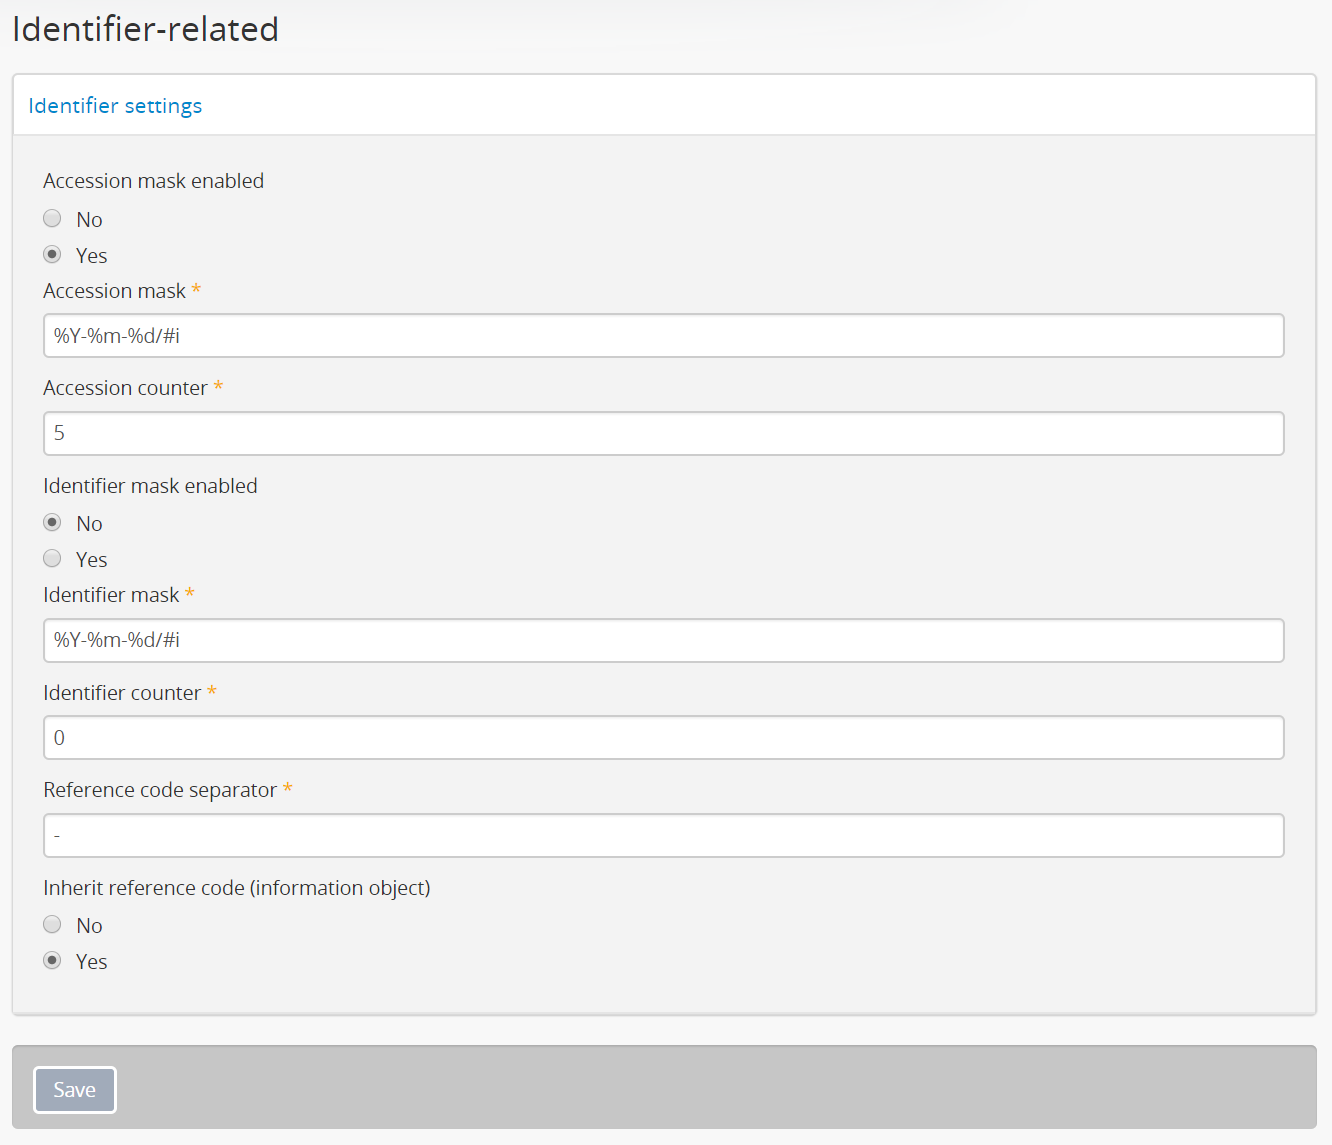 Identifier-related
Identifier settings
Accession mask enabled
No
Yes
Accession mask *
%Y-%m-%d/#i
Accession counter *
5
Identifier mask enabled
No
Yes
Identifier mask *
%Y-%m-%d/#i
Identifier counter *
0
Reference code separator *
-
Inherit reference code (information object)
No
Yes
Save